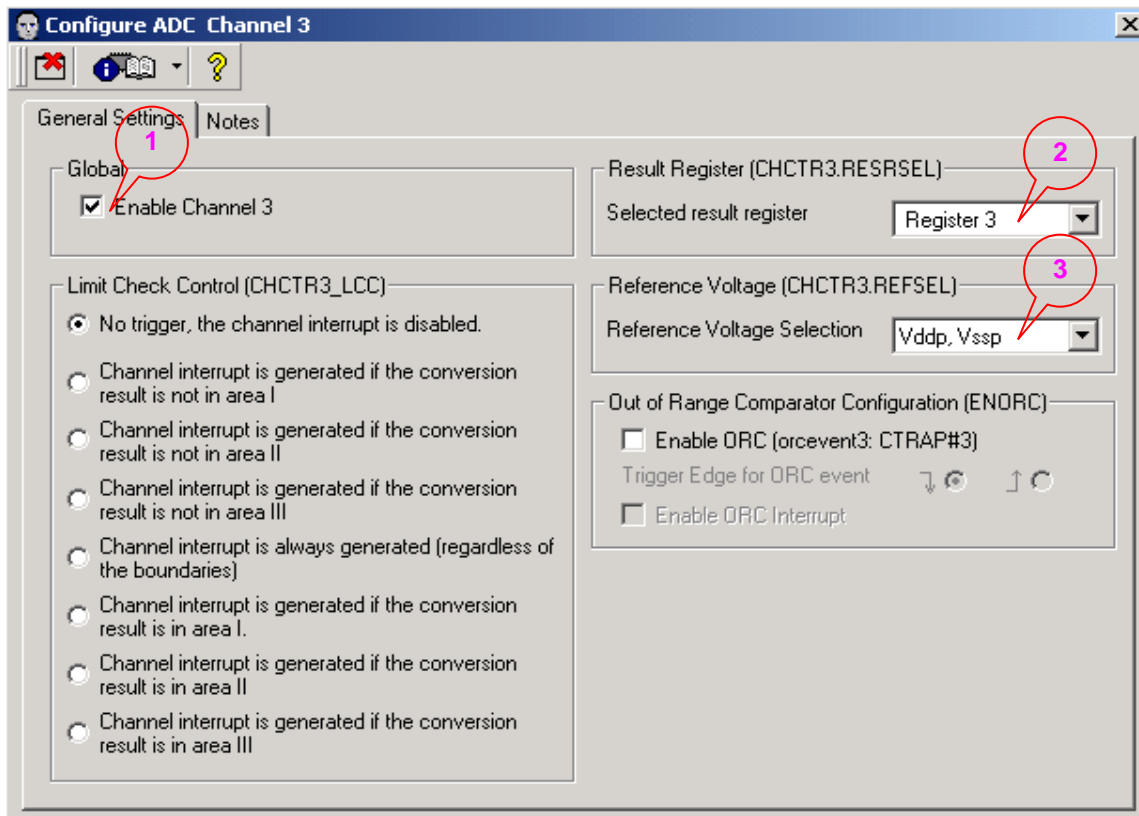 Configure ADC Channel 3
General Settings
Notes
1
Global
Enable Channel 3
Limit Check Control (CHCTR3_LCC)
No trigger, the channel interrupt is disabled.
Channel interrupt is generated if the conversion
result is not in area I
Channel interrupt is generated if the conversion
result is not in area II
Channel interrupt is generated if the conversion
result is not in area III
Channel interrupt is always generated (regardless of
the boundaries)
Channel interrupt is generated if the conversion
result is in area I.
Channel interrupt is generated if the conversion
result is in area II
Channel interrupt is generated if the conversion
result is in area III
2
Result Register (CHCTR3.RESRSEL)
Selected result register
Register 3
3
Reference Voltage (CHCTR3.REFSEL)
Reference Voltage Selection
Vddp, Vssp
Out of Range Comparator Configuration (ENORC)
Enable ORC (orcevent3: CTRAP#3)
Trigger Edge for ORC event
Enable ORC Interrupt